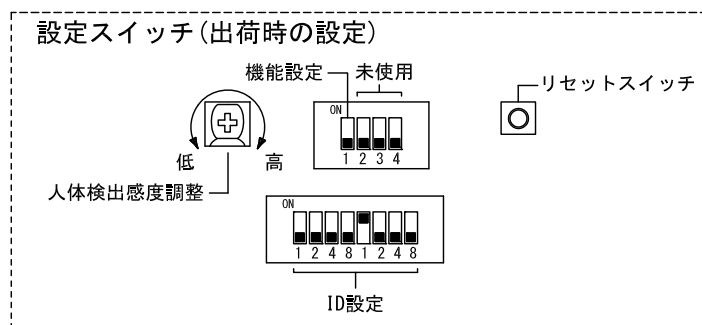 設定スイッチ(出荷時の設定)
機能設定
未使用
リセットスイッチ
ON
1 2 3 4
低
高
人体検出感度調整
ON
1 2 4 8 1 2 4 8
ID設定